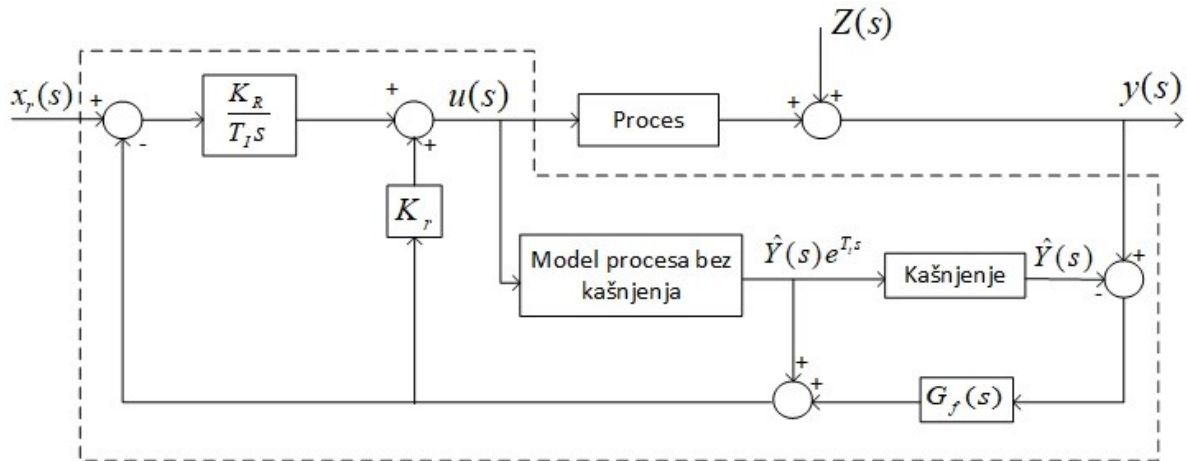 Z(s)
x_r(s)
+
-
K_R
T_I s
+
+
u(s)
Proces
+
+
y(s)
K_r
Model procesa bez
kašnjenja
Ŷ(s)e^{T_t s}
Kašnjenje
Ŷ(s)
+
-
+
+
G_f(s)